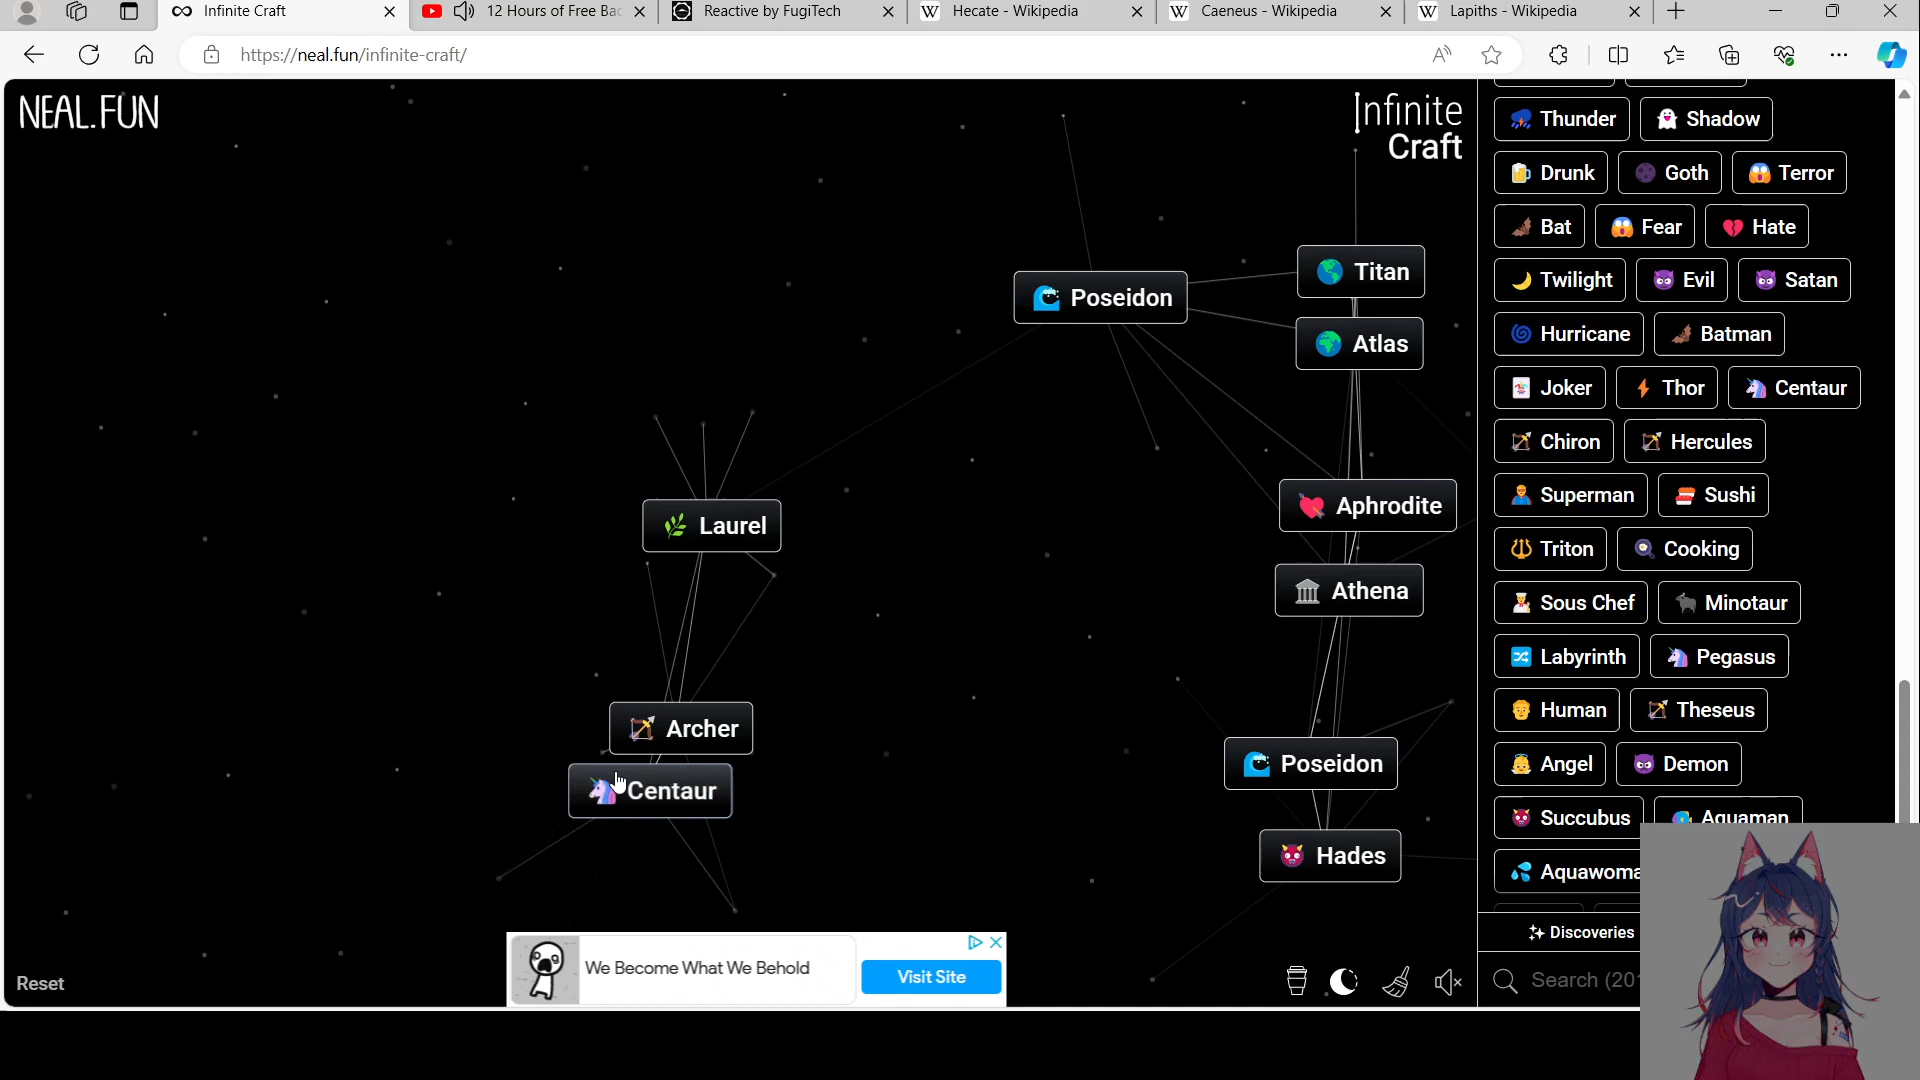 Infinite Craft
12 Hours of Free Bac
Reactive by FugiTech
Hecate - Wikipedia
Caeneus - Wikipedia
Lapiths - Wikipedia
https://neal.fun/infinite-craft/
NEAL.FUN
Infinite
Craft
Poseidon
Titan
Atlas
Laurel
Aphrodite
Athena
Archer
Centaur
Poseidon
Hades
Thunder
Shadow
Drunk
Goth
Terror
Bat
Fear
Hate
Twilight
Evil
Satan
Hurricane
Batman
Joker
Thor
Centaur
Chiron
Hercules
Superman
Sushi
Triton
Cooking
Sous Chef
Minotaur
Labyrinth
Pegasus
Human
Theseus
Angel
Demon
Succubus
Aquaman
Aquawoma
Discoveries
Search (201
We Become What We Behold
Visit Site
Reset